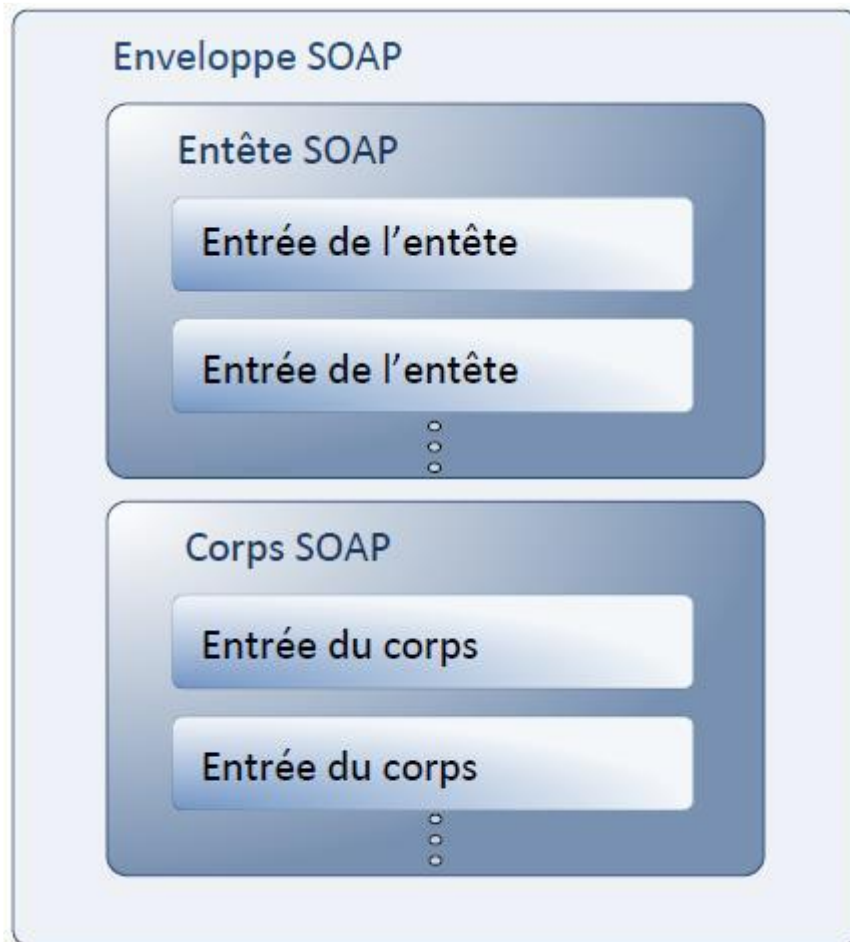 Enveloppe SOAP
Entête SOAP
Entrée de l’entête
Entrée de l’entête
Corps SOAP
Entrée du corps
Entrée du corps